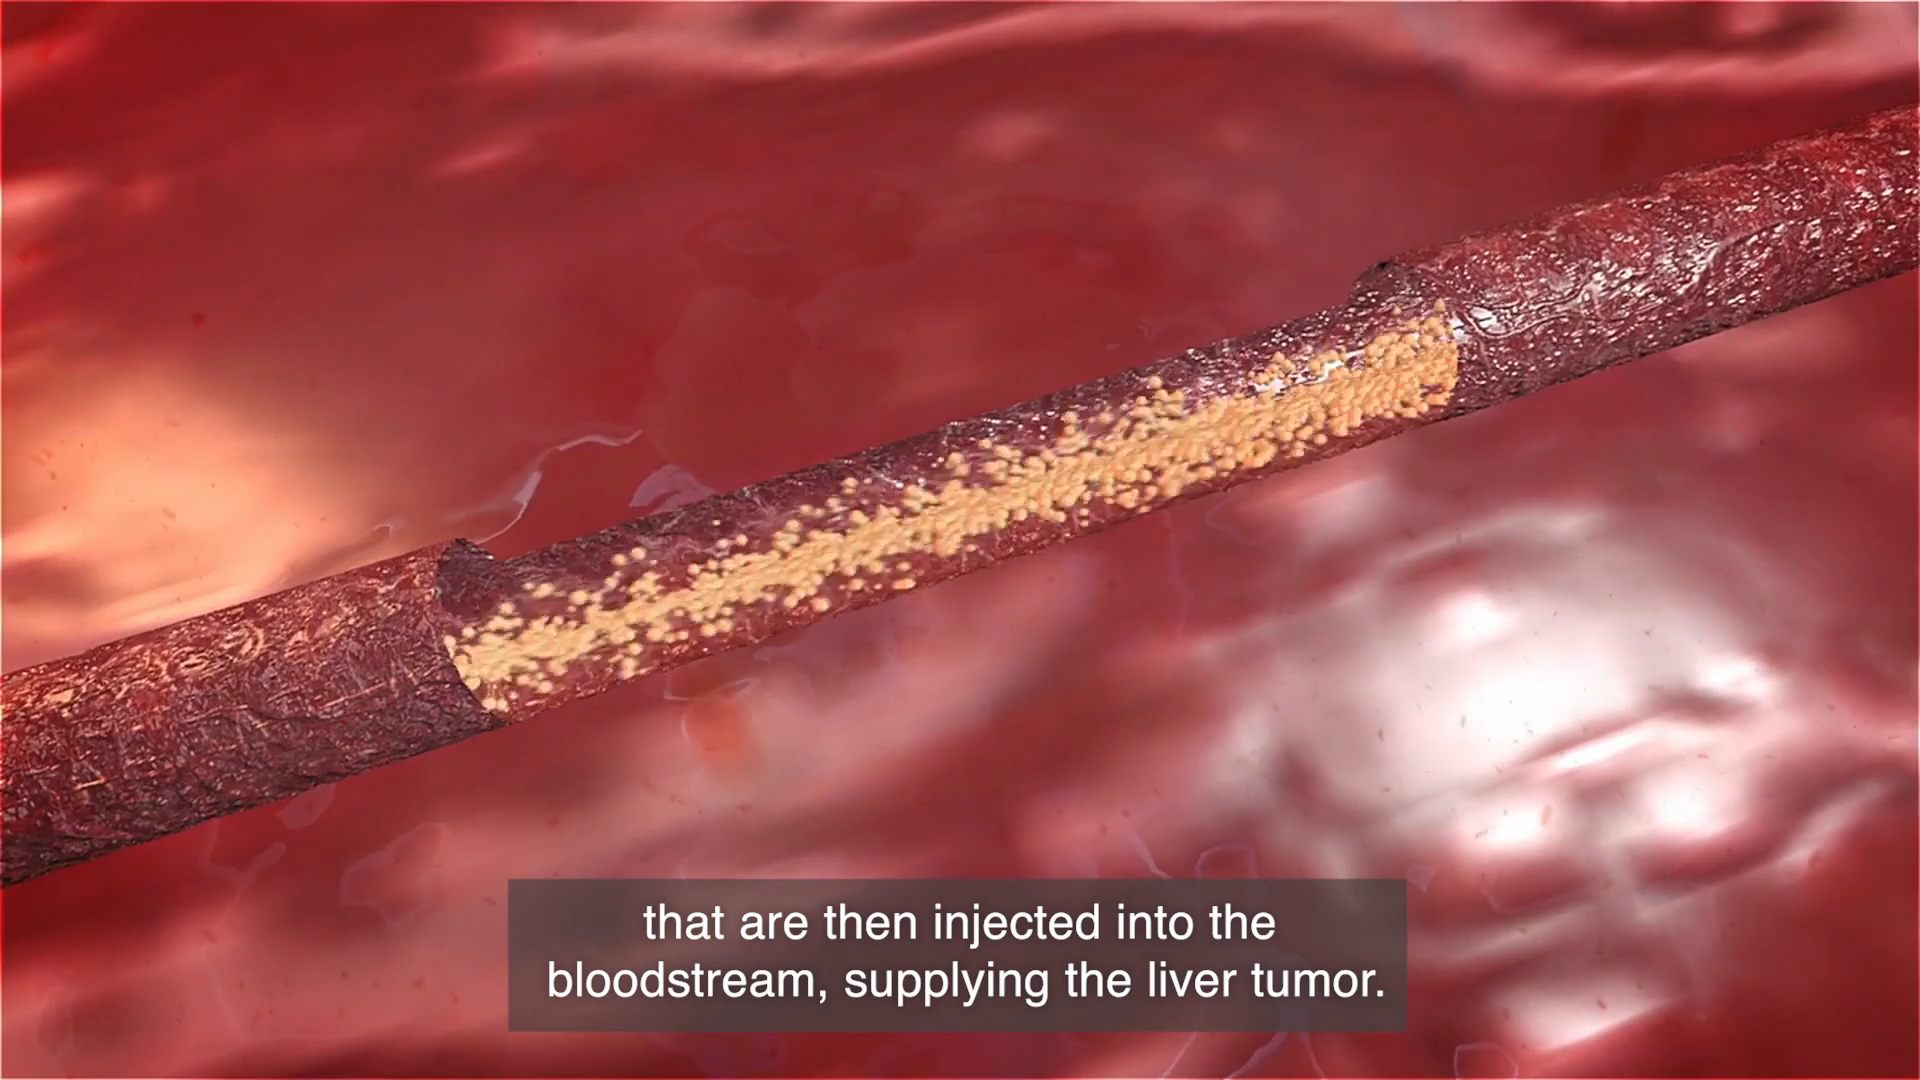 that are then injected into the
bloodstream, supplying the liver tumor.